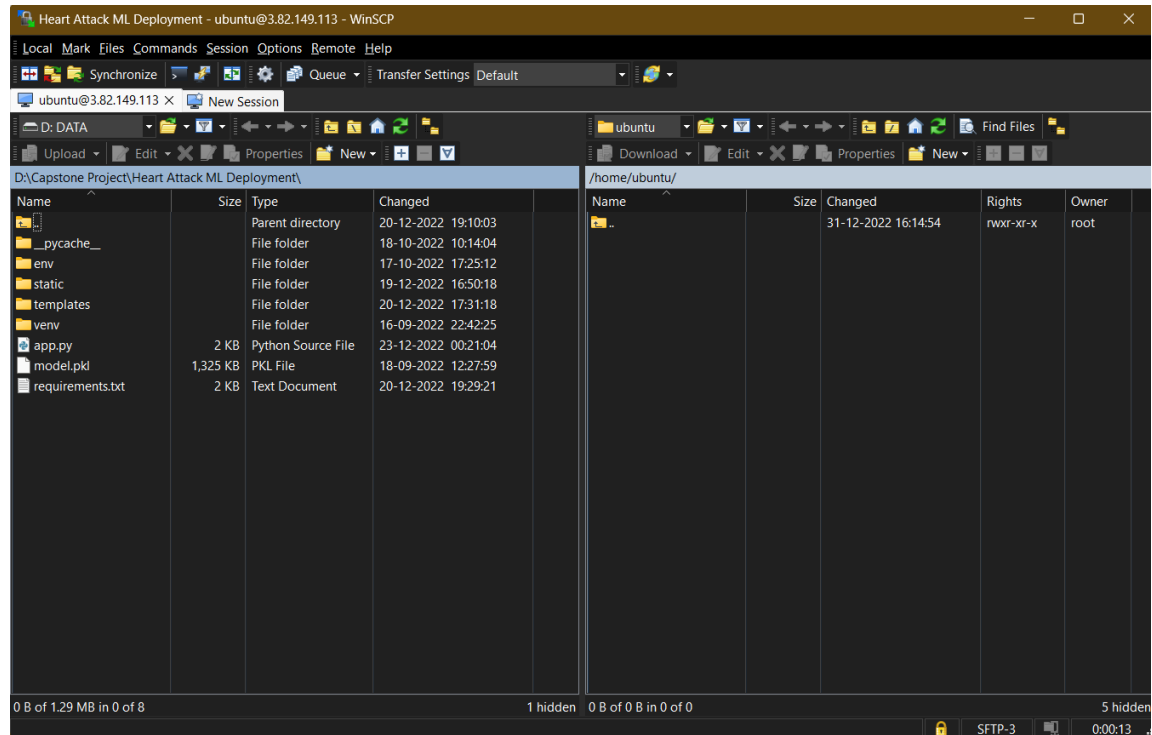 Heart Attack ML Deployment - ubuntu@3.82.149.113 - WinSCP
Local Mark Files Commands Session Options Remote Help
Synchronize Queue Transfer Settings Default
ubuntu@3.82.149.113 × New Session
D: DATA ubuntu Find Files
Upload Edit Properties New Download Edit Properties New
D:\Capstone Project\Heart Attack ML Deployment\ /home/ubuntu/
Name Size Type Changed Name Size Changed Rights Owner
.. Parent directory 20-12-2022 19:10:03 .. 31-12-2022 16:14:54 rwxr-xr-x root
__pycache__ File folder 18-10-2022 10:14:04
env File folder 17-10-2022 17:25:12
static File folder 19-12-2022 16:50:18
templates File folder 20-12-2022 17:31:18
venv File folder 16-09-2022 22:42:25
app.py 2 KB Python Source File 23-12-2022 00:21:04
model.pkl 1,325 KB PKL File 18-09-2022 12:27:59
requirements.txt 2 KB Text Document 20-12-2022 19:29:21
0 B of 1.29 MB in 0 of 8 1 hidden 0 B of 0 B in 0 of 0 5 hidden
SFTP-3 0:00:13